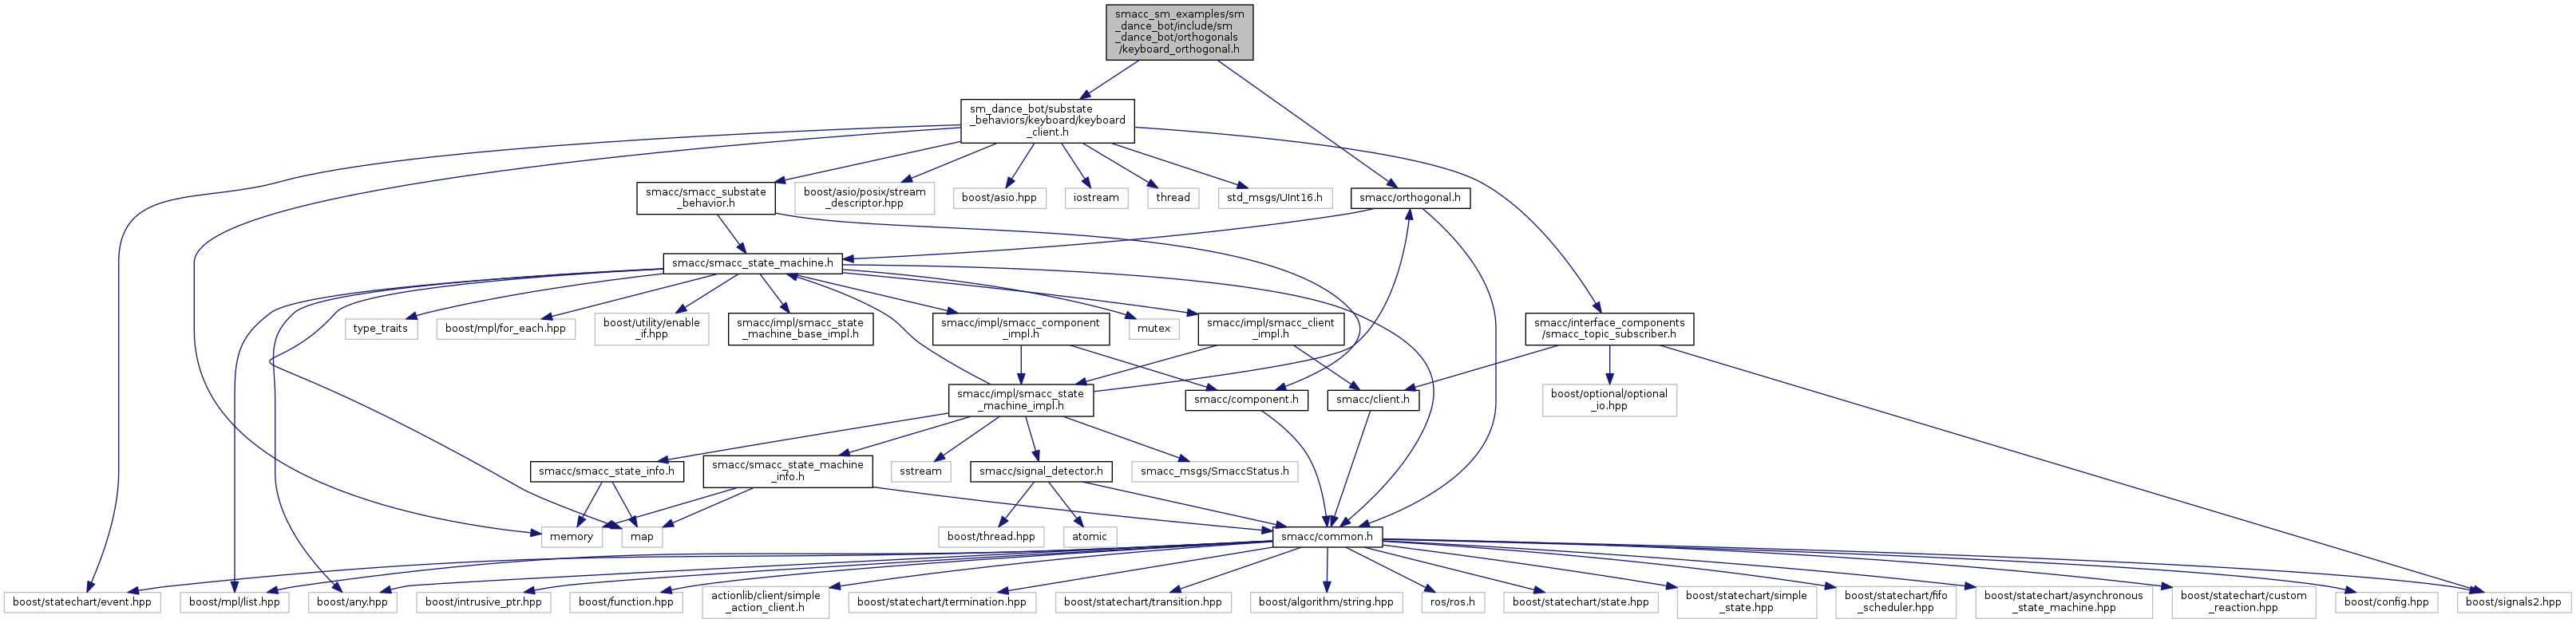 smacc_sm_examples/sm
_dance_bot/include/sm
_dance_bot/orthogonals
/keyboard_orthogonal.h
sm_dance_bot/substate
_behaviors/keyboard/keyboard
_client.h
smacc/smacc_substate
_behavior.h
boost/asio/posix/stream
_descriptor.hpp
boost/asio.hpp
iostream
thread
std_msgs/UInt16.h
smacc/orthogonal.h
smacc/smacc_state_machine.h
type_traits
boost/mpl/for_each.hpp
boost/utility/enable
_if.hpp
smacc/impl/smacc_state
_machine_base_impl.h
smacc/impl/smacc_component
_impl.h
mutex
smacc/impl/smacc_client
_impl.h
smacc/interface_components
/smacc_topic_subscriber.h
smacc/impl/smacc_state
_machine_impl.h
smacc/component.h
smacc/client.h
boost/optional/optional
_io.hpp
smacc/smacc_state_info.h
smacc/smacc_state_machine
_info.h
sstream
smacc/signal_detector.h
smacc_msgs/SmaccStatus.h
memory
map
boost/thread.hpp
atomic
smacc/common.h
boost/statechart/event.hpp
boost/mpl/list.hpp
boost/any.hpp
boost/intrusive_ptr.hpp
boost/function.hpp
actionlib/client/simple
_action_client.h
boost/statechart/termination.hpp
boost/statechart/transition.hpp
boost/algorithm/string.hpp
ros/ros.h
boost/statechart/state.hpp
boost/statechart/simple
_state.hpp
boost/statechart/fifo
_scheduler.hpp
boost/statechart/asynchronous
_state_machine.hpp
boost/statechart/custom
_reaction.hpp
boost/config.hpp
boost/signals2.hpp